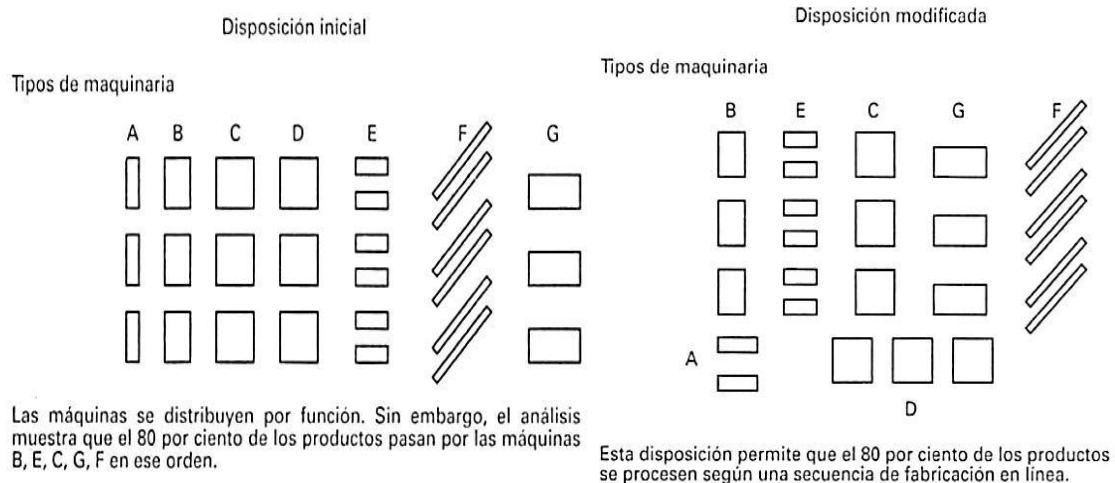 Disposición inicial
Tipos de maquinaria
A B C D E F G
Las máquinas se distribuyen por función. Sin embargo, el análisis
muestra que el 80 por ciento de los productos pasan por las máquinas
B, E, C, G, F en ese orden.
Disposición modificada
Tipos de maquinaria
B E C G F
A
D
Esta disposición permite que el 80 por ciento de los productos
se procesen según una secuencia de fabricación en línea.